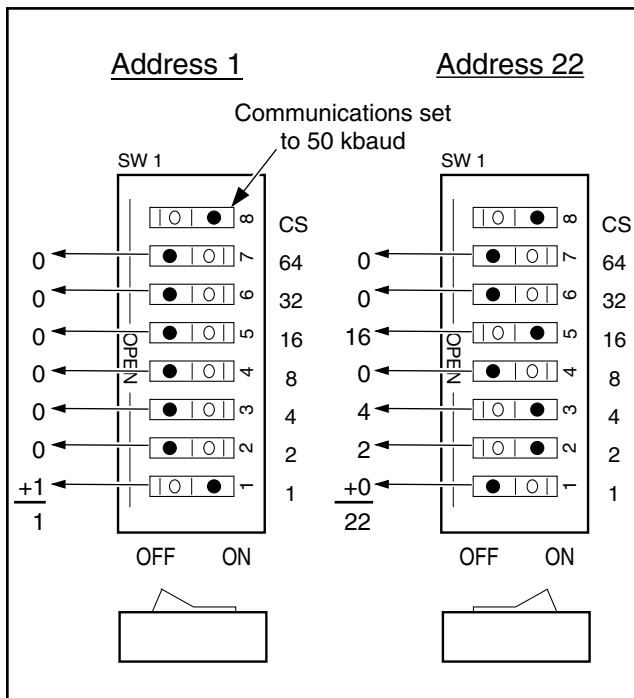 Address 1
Address 22
Communications set
to 50 kbaud
SW 1
SW 1
8 CS
8 CS
0 7 64
0 7 64
0 6 32
0 6 32
0 5 16
16 5 16
OPEN
OPEN
0 4 8
0 4 8
0 3 4
4 3 4
0 2 2
2 2 2
+1 1 1
+0 1 1
1
22
OFF ON
OFF ON